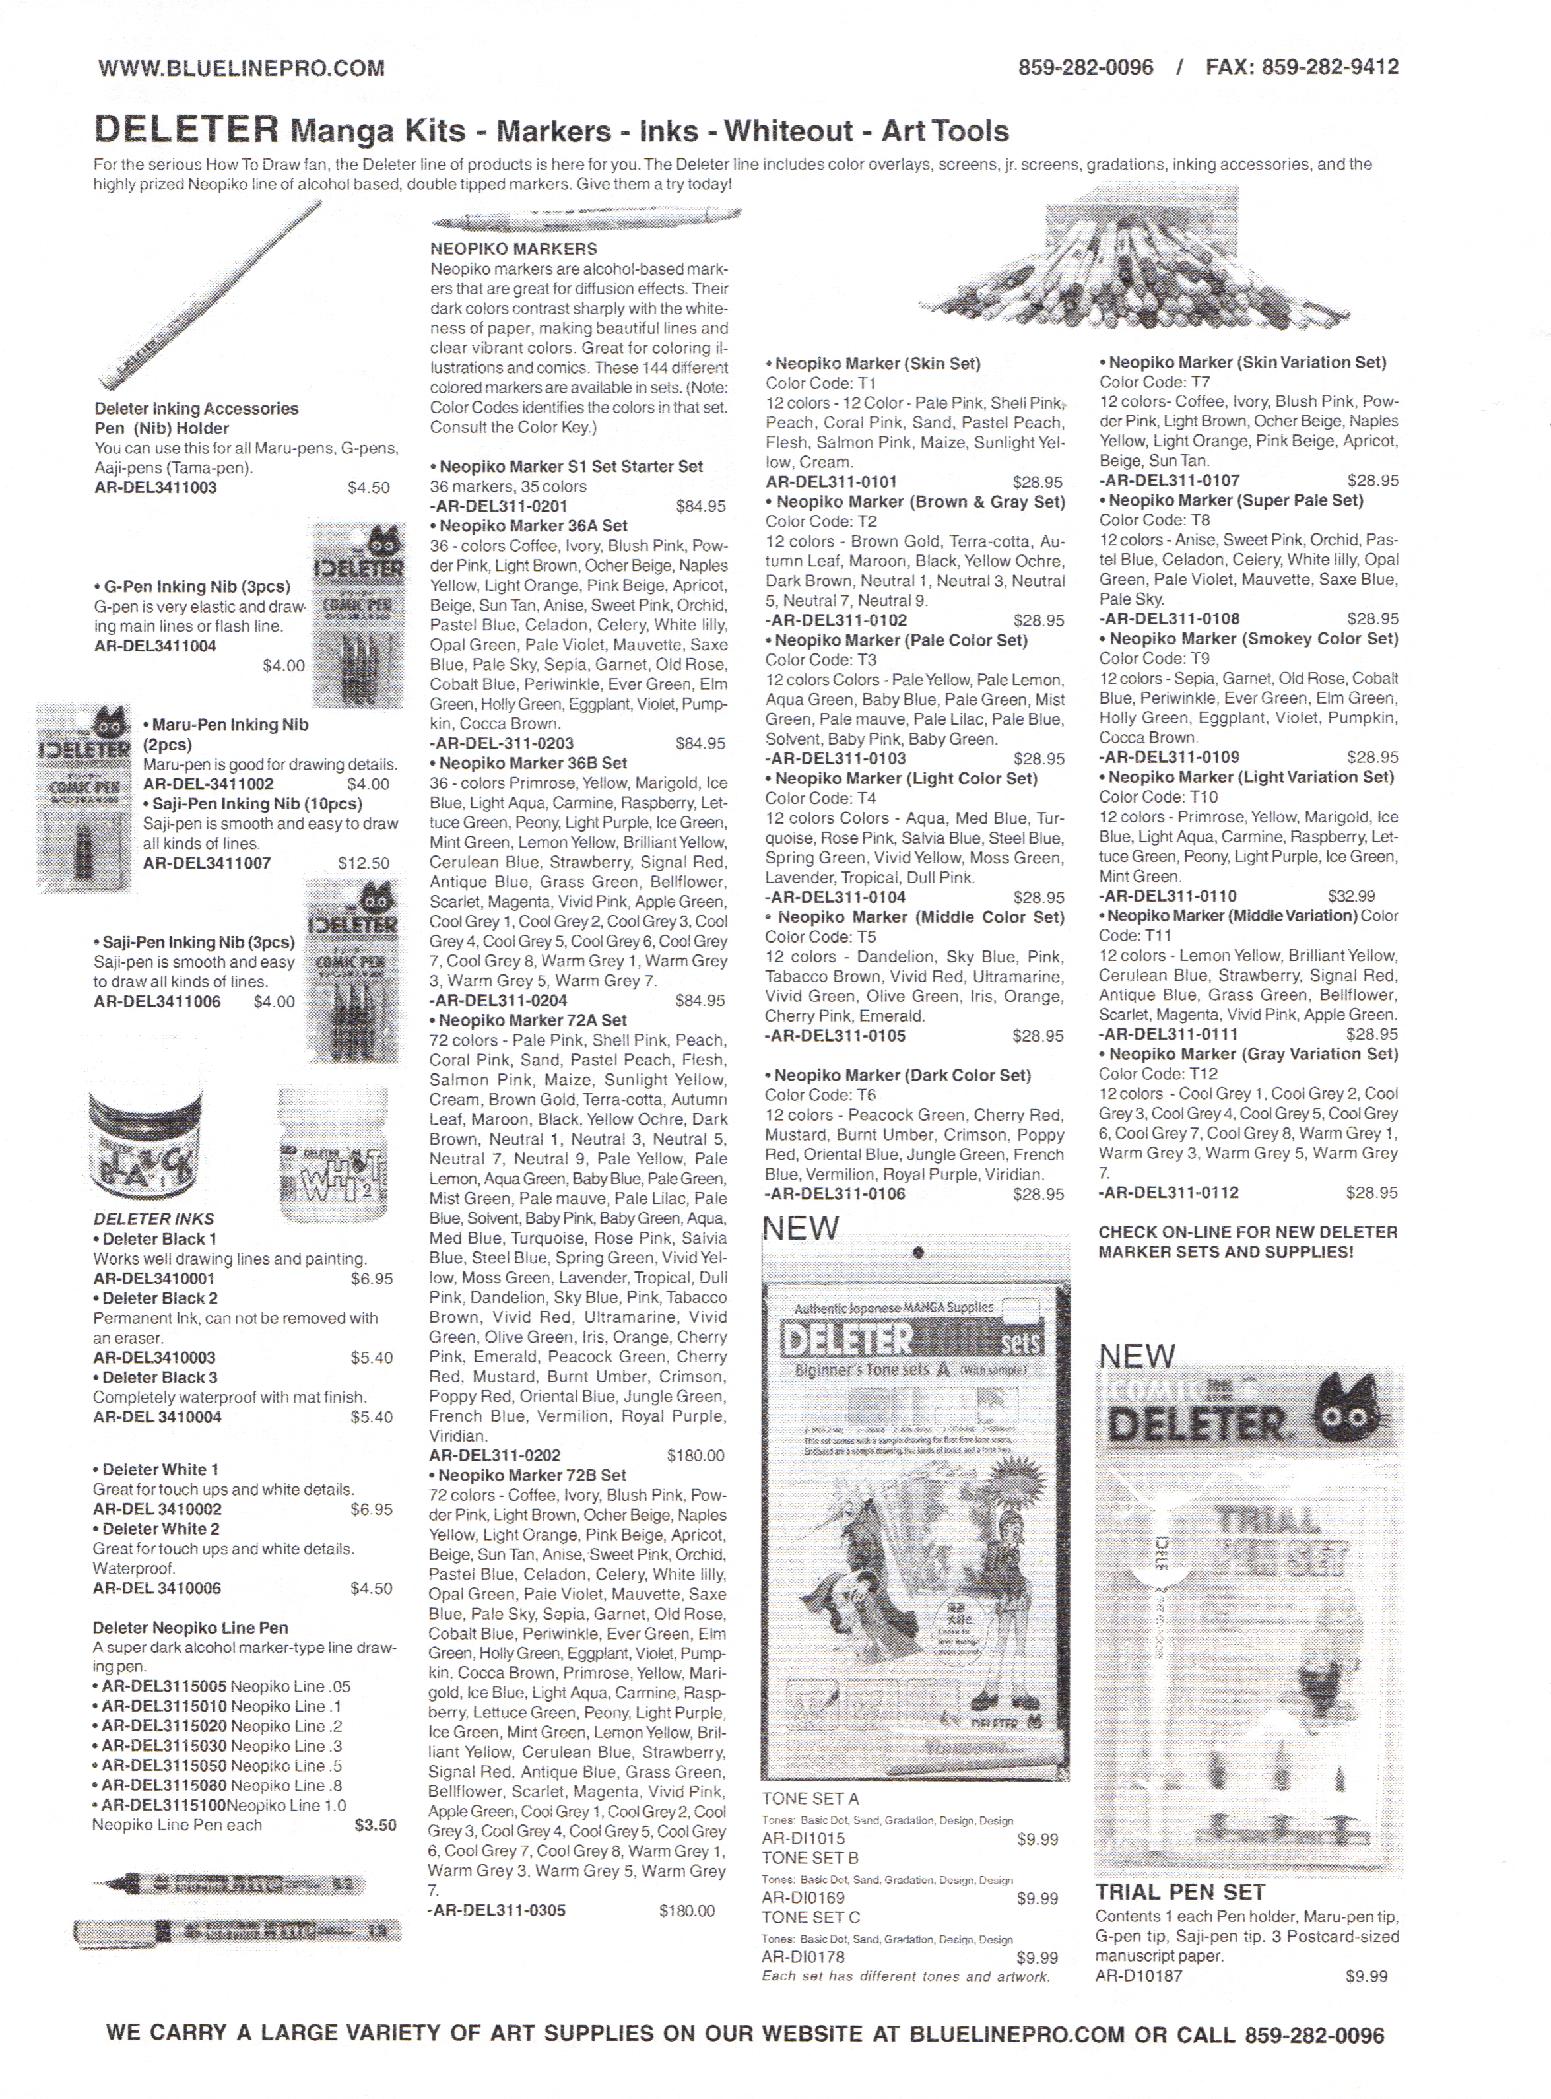 WWW.BLUELINEPRO.COM
859-282-0096 / FAX: 859-282-9412
DELETER Manga Kits - Markers - Inks - Whiteout - Art Tools
For the serious How To Draw fan, the Deleter line of products is here for you. The Deleter line includes color overlays, screens, jr. screens, gradations, inking accessories, and the
highly prized Neopiko line of alcohol based, double tipped markers. Give them a try today!
Deleter Inking Accessories
Pen (Nib) Holder
You can use this for all Maru-pens, G-pens,
Aaji-pens (Tama-pen).
AR-DEL3411003 $4.50
• G-Pen Inking Nib (3pcs)
G-pen is very elastic and draw-
ing main lines or flash line.
AR-DEL3411004
$4.00
DELETER
COMIC PEN
• Maru-Pen Inking Nib
(2pcs)
Maru-pen is good for drawing details.
AR-DEL-3411002 $4.00
• Saji-Pen Inking Nib (10pcs)
Saji-pen is smooth and easy to draw
all kinds of lines.
AR-DEL3411007 $12.50
DELETER
COMIC PEN
• Saji-Pen Inking Nib (3pcs)
Saji-pen is smooth and easy
to draw all kinds of lines.
AR-DEL3411006 $4.00
DELETER
COMIC PEN
BLACK
1
DELETER
WHITE
2
DELETER INKS
• Deleter Black 1
Works well drawing lines and painting.
AR-DEL3410001 $6.95
• Deleter Black 2
Permanent Ink, can not be removed with
an eraser.
AR-DEL3410003 $5.40
• Deleter Black 3
Completely waterproof with mat finish.
AR-DEL 3410004 $5.40
• Deleter White 1
Great for touch ups and white details.
AR-DEL 3410002 $6.95
• Deleter White 2
Great for touch ups and white details.
Waterproof.
AR-DEL 3410006 $4.50
Deleter Neopiko Line Pen
A super dark alcohol marker-type line draw-
ing pen.
• AR-DEL3115005 Neopiko Line .05
• AR-DEL3115010 Neopiko Line .1
• AR-DEL3115020 Neopiko Line .2
• AR-DEL3115030 Neopiko Line .3
• AR-DEL3115050 Neopiko Line .5
• AR-DEL3115080 Neopiko Line .8
• AR-DEL3115100Neopiko Line 1.0
Neopiko Line Pen each $3.50
NEOPIKO MARKERS
Neopiko markers are alcohol-based mark-
ers that are great for diffusion effects. Their
dark colors contrast sharply with the white-
ness of paper, making beautiful lines and
clear vibrant colors. Great for coloring il-
lustrations and comics. These 144 different
colored markers are available in sets. (Note:
Color Codes identifies the colors in that set.
Consult the Color Key.)
• Neopiko Marker S1 Set Starter Set
36 markers, 35 colors
-AR-DEL311-0201 $84.95
• Neopiko Marker 36A Set
36 - colors Coffee, Ivory, Blush Pink, Pow-
der Pink, Light Brown, Ocher Beige, Naples
Yellow, Light Orange, Pink Beige, Apricot,
Beige, Sun Tan, Anise, Sweet Pink, Orchid,
Pastel Blue, Celadon, Celery, White lilly,
Opal Green, Pale Violet, Mauvette, Saxe
Blue, Pale Sky, Sepia, Garnet, Old Rose,
Cobalt Blue, Periwinkle, Ever Green, Elm
Green, Holly Green, Eggplant, Violet, Pump-
kin, Cocca Brown.
-AR-DEL-311-0203 $84.95
• Neopiko Marker 36B Set
36 - colors Primrose, Yellow, Marigold, Ice
Blue, Light Aqua, Carmine, Raspberry, Let-
tuce Green, Peony, Light Purple, Ice Green,
Mint Green, Lemon Yellow, Brilliant Yellow,
Cerulean Blue, Strawberry, Signal Red,
Antique Blue, Grass Green, Bellflower,
Scarlet, Magenta, Vivid Pink, Apple Green,
Cool Grey 1, Cool Grey 2, Cool Grey 3, Cool
Grey 4, Cool Grey 5, Cool Grey 6, Cool Grey
7, Cool Grey 8, Warm Grey 1, Warm Grey
3, Warm Grey 5, Warm Grey 7.
-AR-DEL311-0204 $84.95
• Neopiko Marker 72A Set
72 colors - Pale Pink, Shell Pink, Peach,
Coral Pink, Sand, Pastel Peach, Flesh,
Salmon Pink, Maize, Sunlight Yellow,
Cream, Brown Gold, Terra-cotta, Autumn
Leaf, Maroon, Black, Yellow Ochre, Dark
Brown, Neutral 1, Neutral 3, Neutral 5,
Neutral 7, Neutral 9, Pale Yellow, Pale
Lemon, Aqua Green, Baby Blue, Pale Green,
Mist Green, Pale mauve, Pale Lilac, Pale
Blue, Solvent, Baby Pink, Baby Green, Aqua,
Med Blue, Turquoise, Rose Pink, Salvia
Blue, Steel Blue, Spring Green, Vivid Yel-
low, Moss Green, Lavender, Tropical, Dull
Pink, Dandelion, Sky Blue, Pink, Tabacco
Brown, Vivid Red, Ultramarine, Vivid
Green, Olive Green, Iris, Orange, Cherry
Pink, Emerald, Peacock Green, Cherry
Red, Mustard, Burnt Umber, Crimson,
Poppy Red, Oriental Blue, Jungle Green,
French Blue, Vermilion, Royal Purple,
Viridian.
AR-DEL311-0202 $180.00
• Neopiko Marker 72B Set
72 colors - Coffee, Ivory, Blush Pink, Pow-
der Pink, Light Brown, Ocher Beige, Naples
Yellow, Light Orange, Pink Beige, Apricot,
Beige, Sun Tan, Anise, Sweet Pink, Orchid,
Pastel Blue, Celadon, Celery, White lilly,
Opal Green, Pale Violet, Mauvette, Saxe
Blue, Pale Sky, Sepia, Garnet, Old Rose,
Cobalt Blue, Periwinkle, Ever Green, Elm
Green, Holly Green, Eggplant, Violet, Pump-
kin, Cocca Brown, Primrose, Yellow, Mari-
gold, Ice Blue, Light Aqua, Carmine, Rasp-
berry, Lettuce Green, Peony, Light Purple,
Ice Green, Mint Green, Lemon Yellow, Bril-
liant Yellow, Cerulean Blue, Strawberry,
Signal Red, Antique Blue, Grass Green,
Bellflower, Scarlet, Magenta, Vivid Pink,
Apple Green, Cool Grey 1, Cool Grey 2, Cool
Grey 3, Cool Grey 4, Cool Grey 5, Cool Grey
6, Cool Grey 7, Cool Grey 8, Warm Grey 1,
Warm Grey 3, Warm Grey 5, Warm Grey
7.
-AR-DEL311-0305 $180.00
• Neopiko Marker (Skin Set)
Color Code: T1
12 colors - 12 Color - Pale Pink, Shell Pink,
Peach, Coral Pink, Sand, Pastel Peach,
Flesh, Salmon Pink, Maize, Sunlight Yel-
low, Cream.
AR-DEL311-0101 $28.95
• Neopiko Marker (Brown & Gray Set)
Color Code: T2
12 colors - Brown Gold, Terra-cotta, Au-
tumn Leaf, Maroon, Black, Yellow Ochre,
Dark Brown, Neutral 1, Neutral 3, Neutral
5, Neutral 7, Neutral 9.
-AR-DEL311-0102 $28.95
• Neopiko Marker (Pale Color Set)
Color Code: T3
12 colors Colors - Pale Yellow, Pale Lemon,
Aqua Green, Baby Blue, Pale Green, Mist
Green, Pale mauve, Pale Lilac, Pale Blue,
Solvent, Baby Pink, Baby Green.
-AR-DEL311-0103 $28.95
• Neopiko Marker (Light Color Set)
Color Code: T4
12 colors Colors - Aqua, Med Blue, Tur-
quoise, Rose Pink, Salvia Blue, Steel Blue,
Spring Green, Vivid Yellow, Moss Green,
Lavender, Tropical, Dull Pink.
-AR-DEL311-0104 $28.95
• Neopiko Marker (Middle Color Set)
Color Code: T5
12 colors - Dandelion, Sky Blue, Pink,
Tabacco Brown, Vivid Red, Ultramarine,
Vivid Green, Olive Green, Iris, Orange,
Cherry Pink, Emerald.
-AR-DEL311-0105 $28.95
• Neopiko Marker (Dark Color Set)
Color Code: T6
12 colors - Peacock Green, Cherry Red,
Mustard, Burnt Umber, Crimson, Poppy
Red, Oriental Blue, Jungle Green, French
Blue, Vermilion, Royal Purple, Viridian.
-AR-DEL311-0106 $28.95
NEW
Authentic Japanese MANGA Supplies
DELETER sets
Biginner's Tone sets A (With sample)
DELETER
TONE SET A
Tones: Basic Dot, Sand, Gradation, Design, Design
AR-DI1015 $9.99
TONE SET B
Tones: Basic Dot, Sand, Gradation, Design, Design
AR-DI0169 $9.99
TONE SET C
Tones: Basic Dot, Sand, Gradation, Design, Design
AR-DI0178 $9.99
Each set has different tones and artwork.
• Neopiko Marker (Skin Variation Set)
Color Code: T7
12 colors- Coffee, Ivory, Blush Pink, Pow-
der Pink, Light Brown, Ocher Beige, Naples
Yellow, Light Orange, Pink Beige, Apricot,
Beige, Sun Tan.
-AR-DEL311-0107 $28.95
• Neopiko Marker (Super Pale Set)
Color Code: T8
12 colors - Anise, Sweet Pink, Orchid, Pas-
tel Blue, Celadon, Celery, White lilly, Opal
Green, Pale Violet, Mauvette, Saxe Blue,
Pale Sky.
-AR-DEL311-0108 $28.95
• Neopiko Marker (Smokey Color Set)
Color Code: T9
12 colors - Sepia, Garnet, Old Rose, Cobalt
Blue, Periwinkle, Ever Green, Elm Green,
Holly Green, Eggplant, Violet, Pumpkin,
Cocca Brown.
-AR-DEL311-0109 $28.95
• Neopiko Marker (Light Variation Set)
Color Code: T10
12 colors - Primrose, Yellow, Marigold, Ice
Blue, Light Aqua, Carmine, Raspberry, Let-
tuce Green, Peony, Light Purple, Ice Green,
Mint Green.
-AR-DEL311-0110 $32.99
• Neopiko Marker (Middle Variation) Color
Code: T11
12 colors - Lemon Yellow, Brilliant Yellow,
Cerulean Blue, Strawberry, Signal Red,
Antique Blue, Grass Green, Bellflower,
Scarlet, Magenta, Vivid Pink, Apple Green.
-AR-DEL311-0111 $28.95
• Neopiko Marker (Gray Variation Set)
Color Code: T12
12 colors - Cool Grey 1, Cool Grey 2, Cool
Grey 3, Cool Grey 4, Cool Grey 5, Cool Grey
6, Cool Grey 7, Cool Grey 8, Warm Grey 1,
Warm Grey 3, Warm Grey 5, Warm Grey
7.
-AR-DEL311-0112 $28.95
CHECK ON-LINE FOR NEW DELETER
MARKER SETS AND SUPPLIES!
NEW
COMIC
DELETER
TRIAL
PEN SET
TRIAL PEN SET
Contents 1 each Pen holder, Maru-pen tip,
G-pen tip, Saji-pen tip. 3 Postcard-sized
manuscript paper.
AR-D10187 $9.99
WE CARRY A LARGE VARIETY OF ART SUPPLIES ON OUR WEBSITE AT BLUELINEPRO.COM OR CALL 859-282-0096